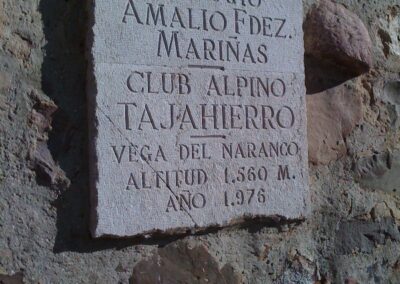 AMALIO FDEZ.
MARIÑAS
CLUB ALPINO
TAJAHIERRO
VEGA DEL NARANCO
ALTITUD 1.560 M.
AÑO 1.976